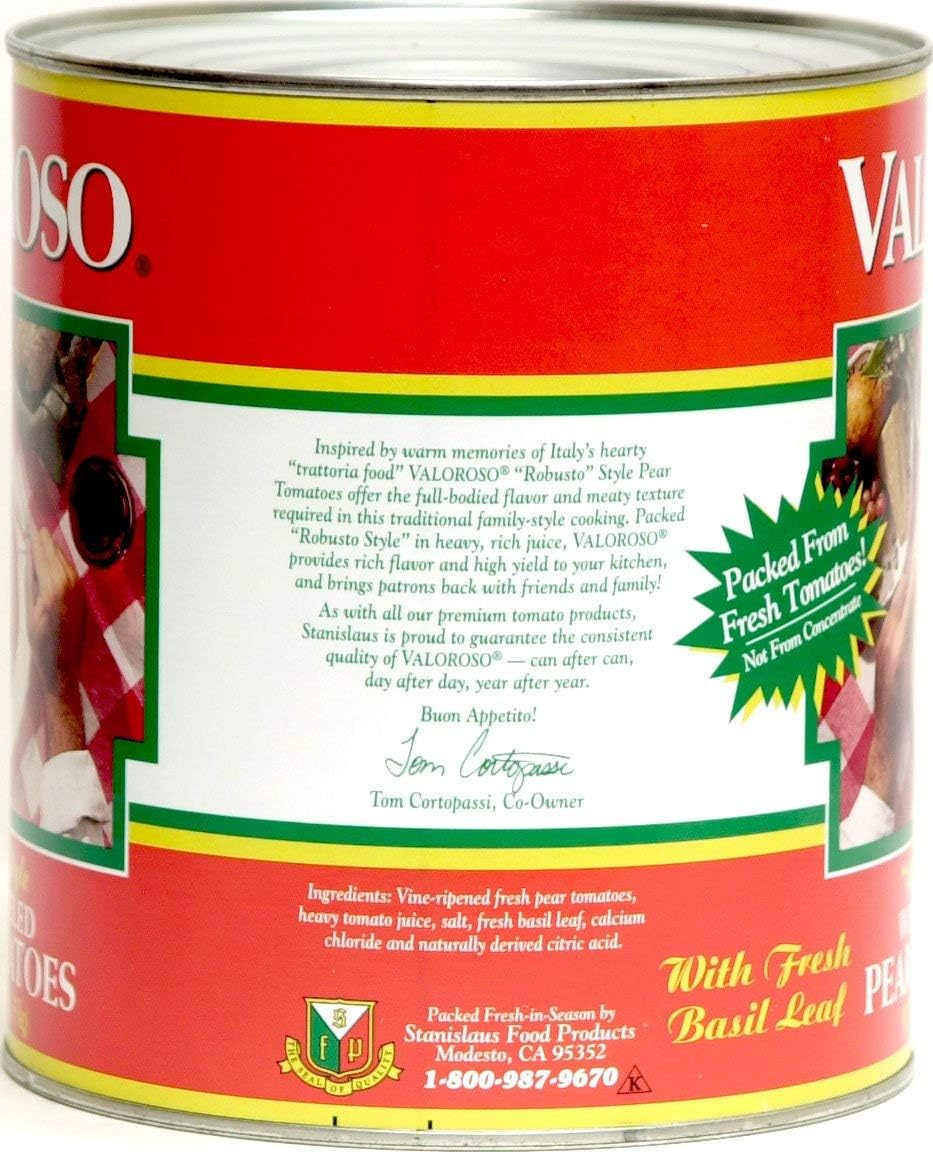 OSO®
VAL
Inspired by warm memories of Italy's hearty
"trattoria food" VALOROSO® "Robusto" Style Pear
Tomatoes offer the full-bodied flavor and meaty texture
required in this traditional family-style cooking. Packed
"Robusto Style" in heavy, rich juice, VALOROSO®
provides rich flavor and high yield to your kitchen,
and brings patrons back with friends and family!
As with all our premium tomato products,
Stanislaus is proud to guarantee the consistent
quality of VALOROSO® — can after can,
day after day, year after year.
Buon Appetito!
Tom Cortopassi
Tom Cortopassi, Co-Owner
Packed From
Fresh Tomatoes!
Not From Concentrate
Ingredients: Vine-ripened fresh pear tomatoes,
heavy tomato juice, salt, fresh basil leaf, calcium
chloride and naturally derived citric acid.
LED
TOES
With Fresh
Basil Leaf
PEA
S
f P
THE SEAL OF QUALITY
Packed Fresh-in-Season by
Stanislaus Food Products
Modesto, CA 95352
1-800-987-9670
K